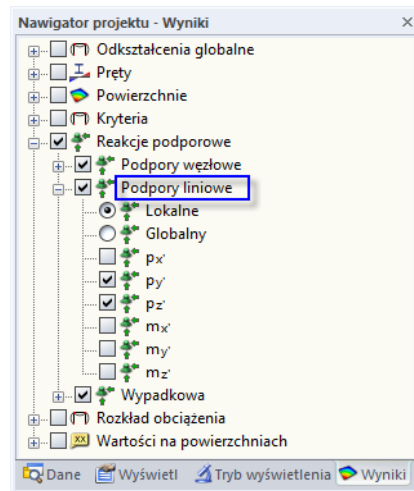 Nawigator projektu - Wyniki
Odkształcenia globalne
Pręty
Powierzchnie
Kryteria
Reakcje podporowe
Podpory węzłowe
Podpory liniowe
Lokalne
Globalny
px'
py'
pz'
mx'
my'
mz'
Wypadkowa
Rozkład obciążenia
xx Wartości na powierzchniach
Dane Wyświetl Tryb wyświetlenia Wyniki